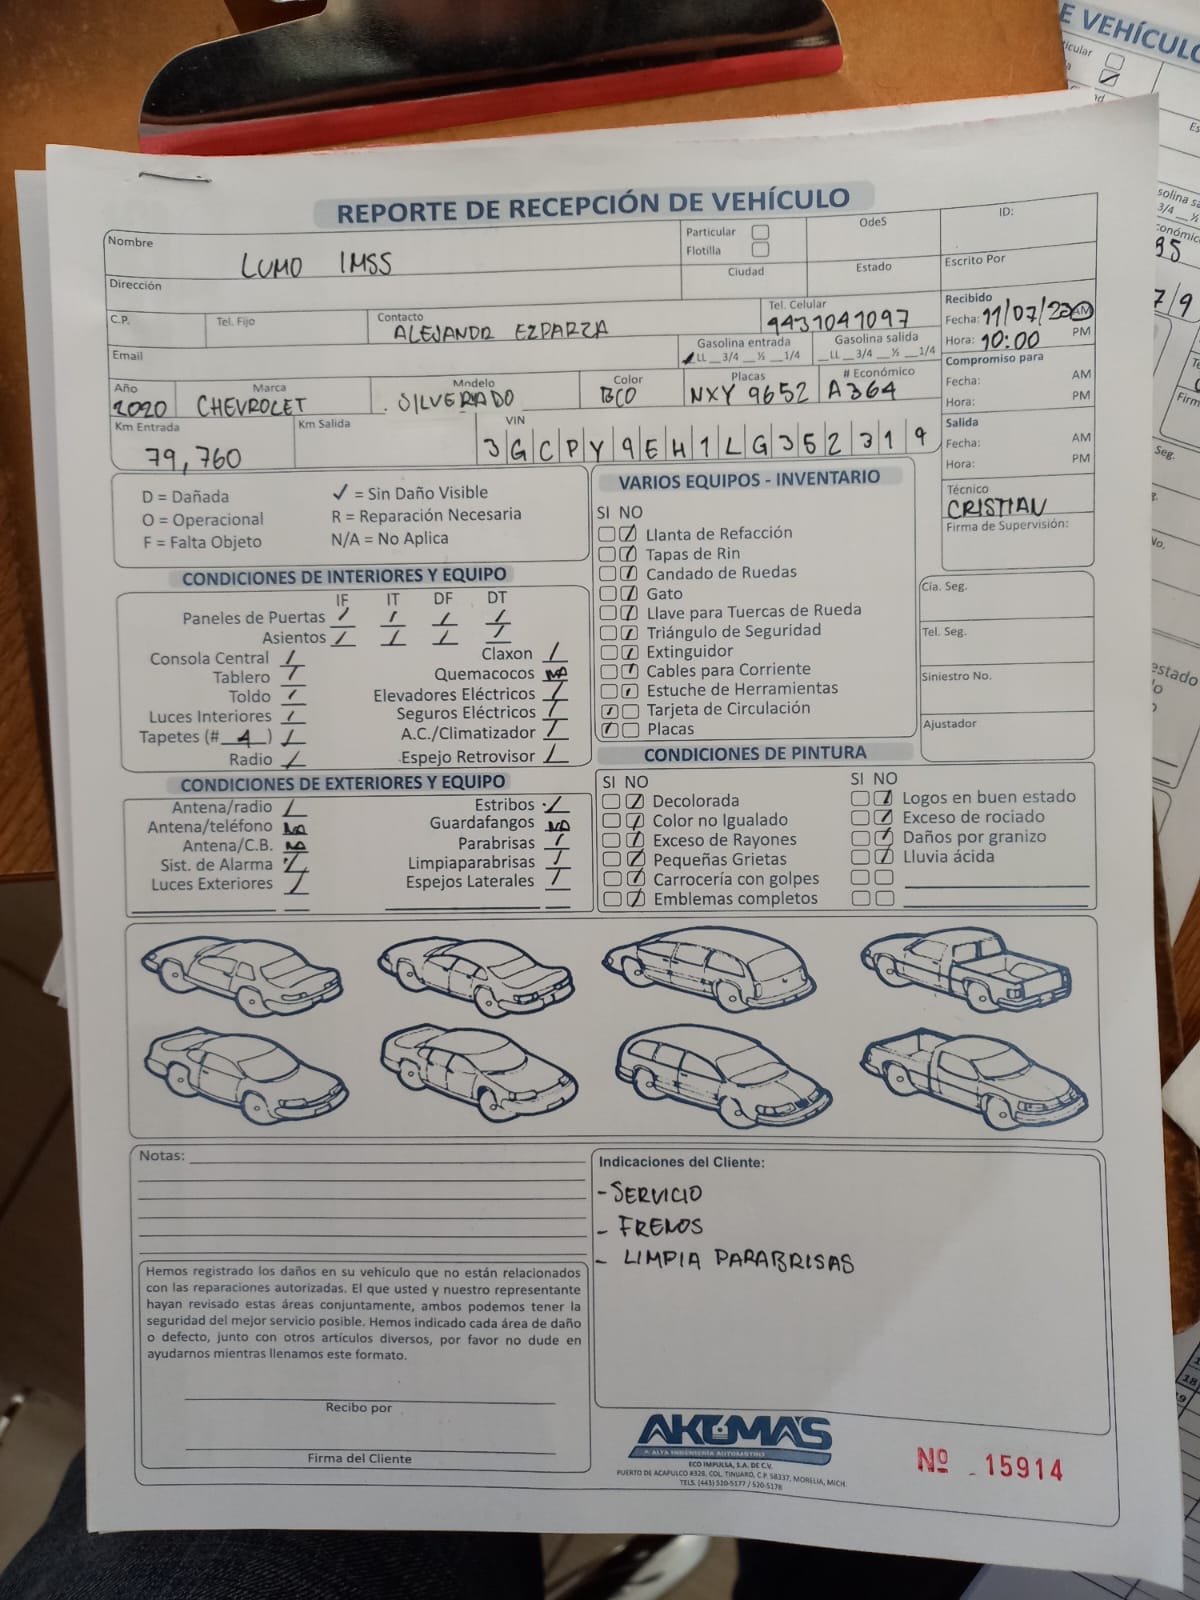 REPORTE DE RECEPCIÓN DE VEHÍCULO
Nombre LUMO IMSS
Particular
Flotilla
OdeS
ID:
Dirección
Ciudad
Estado
Escrito Por
C.P.
Tel. Fijo
Contacto ALEJANDR EZPARZA
Tel. Celular 4431041097
Recibido
Fecha: 11/07/220 AM
Hora: 10:00 PM
Email
Gasolina entrada
LL __3/4 __½ __1/4
Gasolina salida
__LL __3/4 __½ __1/4
Compromiso para
Fecha: AM
Hora: PM
Año 2020
Marca CHEVROLET
Modelo SILVERADO
Color BCO
Placas NXY 9652
# Económico A364
Km Entrada 79,760
Km Salida
VIN 3GCPY9EH1LG352319
Salida
Fecha: AM
Hora: PM
Técnico
CRISTIAN
Firma de Supervisión:
D = Dañada ✓ = Sin Daño Visible
O = Operacional R = Reparación Necesaria
F = Falta Objeto N/A = No Aplica
CONDICIONES DE INTERIORES Y EQUIPO
IF IT DF DT
Paneles de Puertas / / / /
Asientos / / / /
Consola Central / Claxon /
Tablero / Quemacocos NA
Toldo / Elevadores Eléctricos /
Luces Interiores / Seguros Eléctricos /
Tapetes (# 4 ) / A.C./Climatizador /
Radio / Espejo Retrovisor /
CONDICIONES DE EXTERIORES Y EQUIPO
Antena/radio / Estribos /
Antena/teléfono NA Guardafangos NA
Antena/C.B. NA Parabrisas /
Sist. de Alarma / Limpiaparabrisas /
Luces Exteriores / Espejos Laterales /
VARIOS EQUIPOS - INVENTARIO
SI NO
Llanta de Refacción
Tapas de Rin
Candado de Ruedas
Gato
Llave para Tuercas de Rueda
Triángulo de Seguridad
Extinguidor
Cables para Corriente
Estuche de Herramientas
Tarjeta de Circulación
Placas
Cía. Seg.
Tel. Seg.
Siniestro No.
Ajustador
CONDICIONES DE PINTURA
SI NO SI NO
Decolorada Logos en buen estado
Color no Igualado Exceso de rociado
Exceso de Rayones Daños por granizo
Pequeñas Grietas Lluvia ácida
Carrocería con golpes
Emblemas completos
Notas:
Indicaciones del Cliente:
- SERVICIO
- FRENOS
- LIMPIA PARABRISAS
Hemos registrado los daños en su vehículo que no están relacionados
con las reparaciones autorizadas. El que usted y nuestro representante
hayan revisado estas áreas conjuntamente, ambos podemos tener la
seguridad del mejor servicio posible. Hemos indicado cada área de daño
o defecto, junto con otros artículos diversos, por favor no dude en
ayudarnos mientras llenamos este formato.
Recibo por
Firma del Cliente
AKUMAS
ALTA INGENIERÍA AUTOMOTRIZ
ECO IMPULSA, S.A. DE C.V.
PUERTO DE ACAPULCO #328, COL. TINIJARO, C.P. 58337, MORELIA, MICH.
TELS. (443) 520-5177 / 520-5178
Nº 15914
E VEHÍCULO